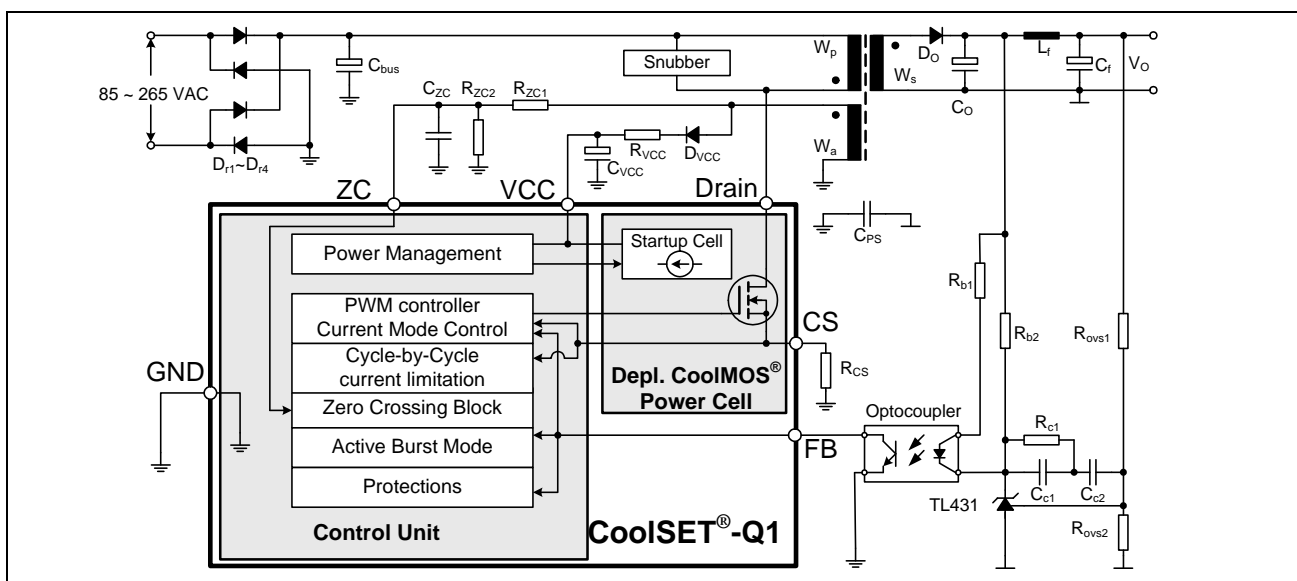 85 ~ 265 VAC
Dr1~Dr4
Cbus
Snubber
Wp
Ws
Wa
DO
CO
Lf
Cf
VO
CZC
RZC2
RZC1
CVCC
RVCC
DVCC
CPS
ZC
VCC
Drain
Power Management
Startup Cell
PWM controller
Current Mode Control
Cycle-by-Cycle
current limitation
Zero Crossing Block
Active Burst Mode
Protections
Control Unit
Depl. CoolMOS®
Power Cell
CoolSET®-Q1
GND
CS
RCS
FB
Optocoupler
Rb1
Rb2
Rovs1
Rc1
Cc1
Cc2
TL431
Rovs2